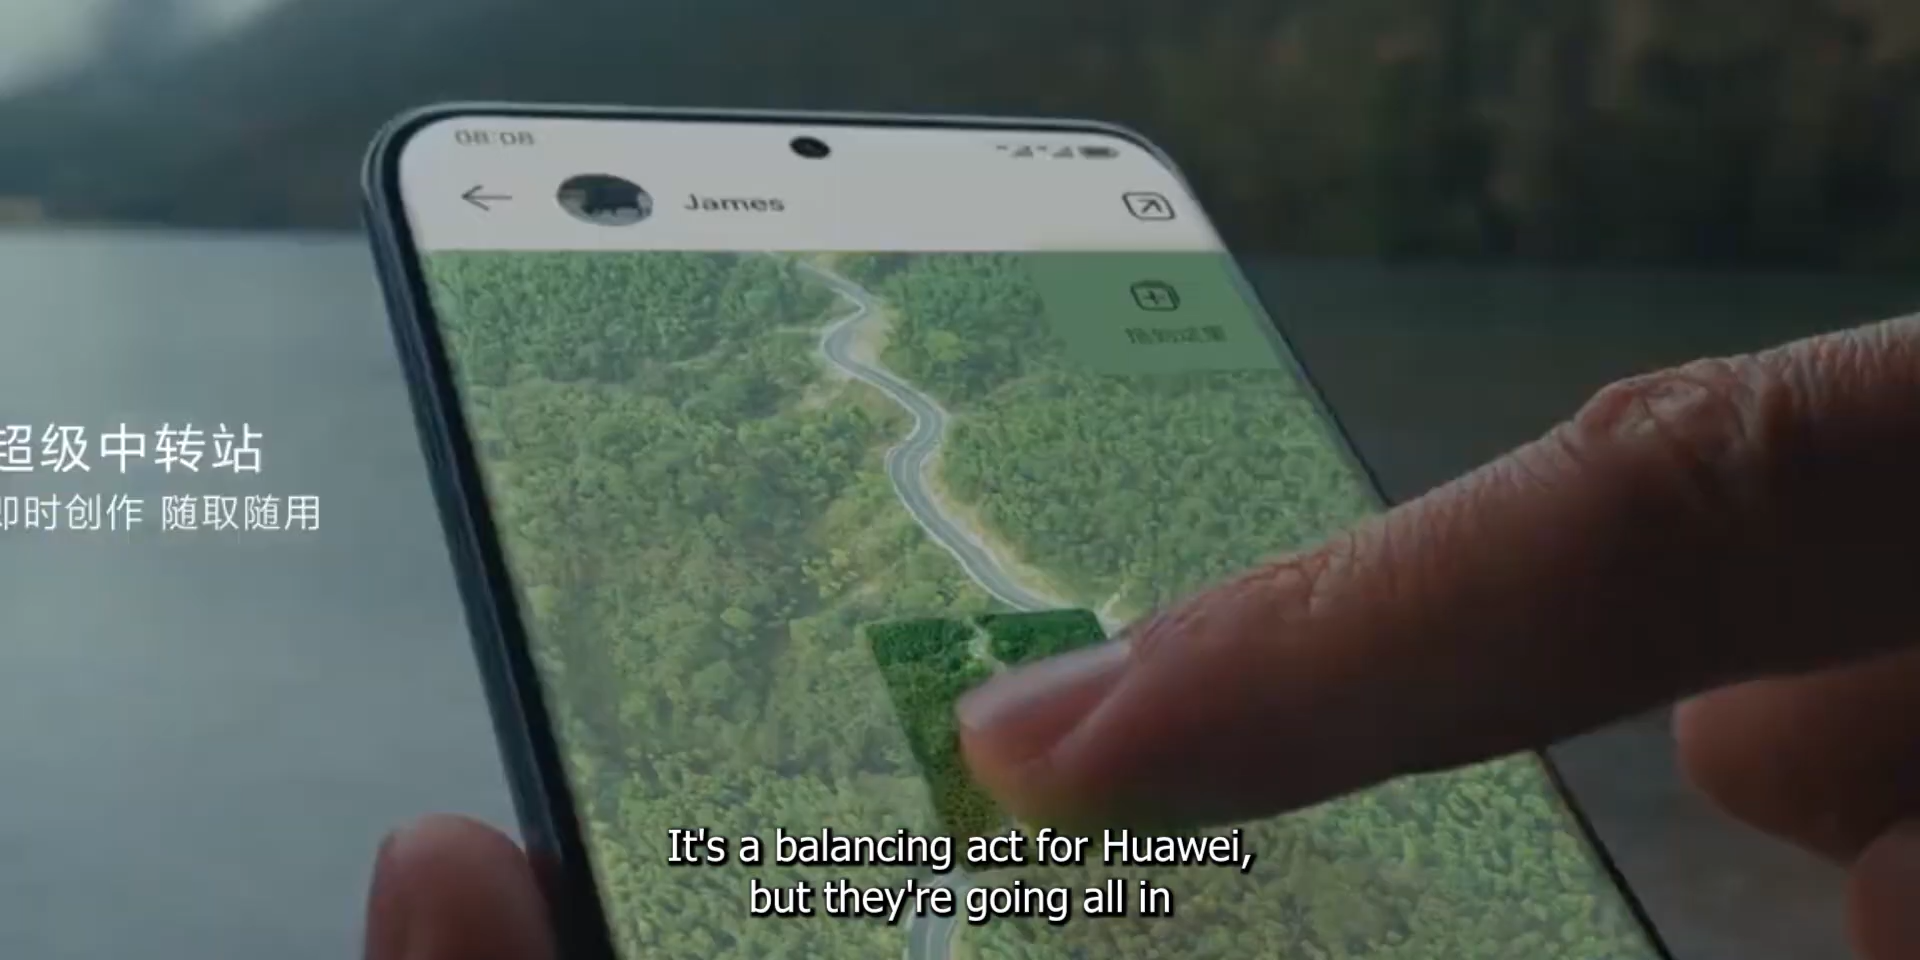 08:08
James
超级中转站
即时创作 随取随用
It's a balancing act for Huawei,
but they're going all in